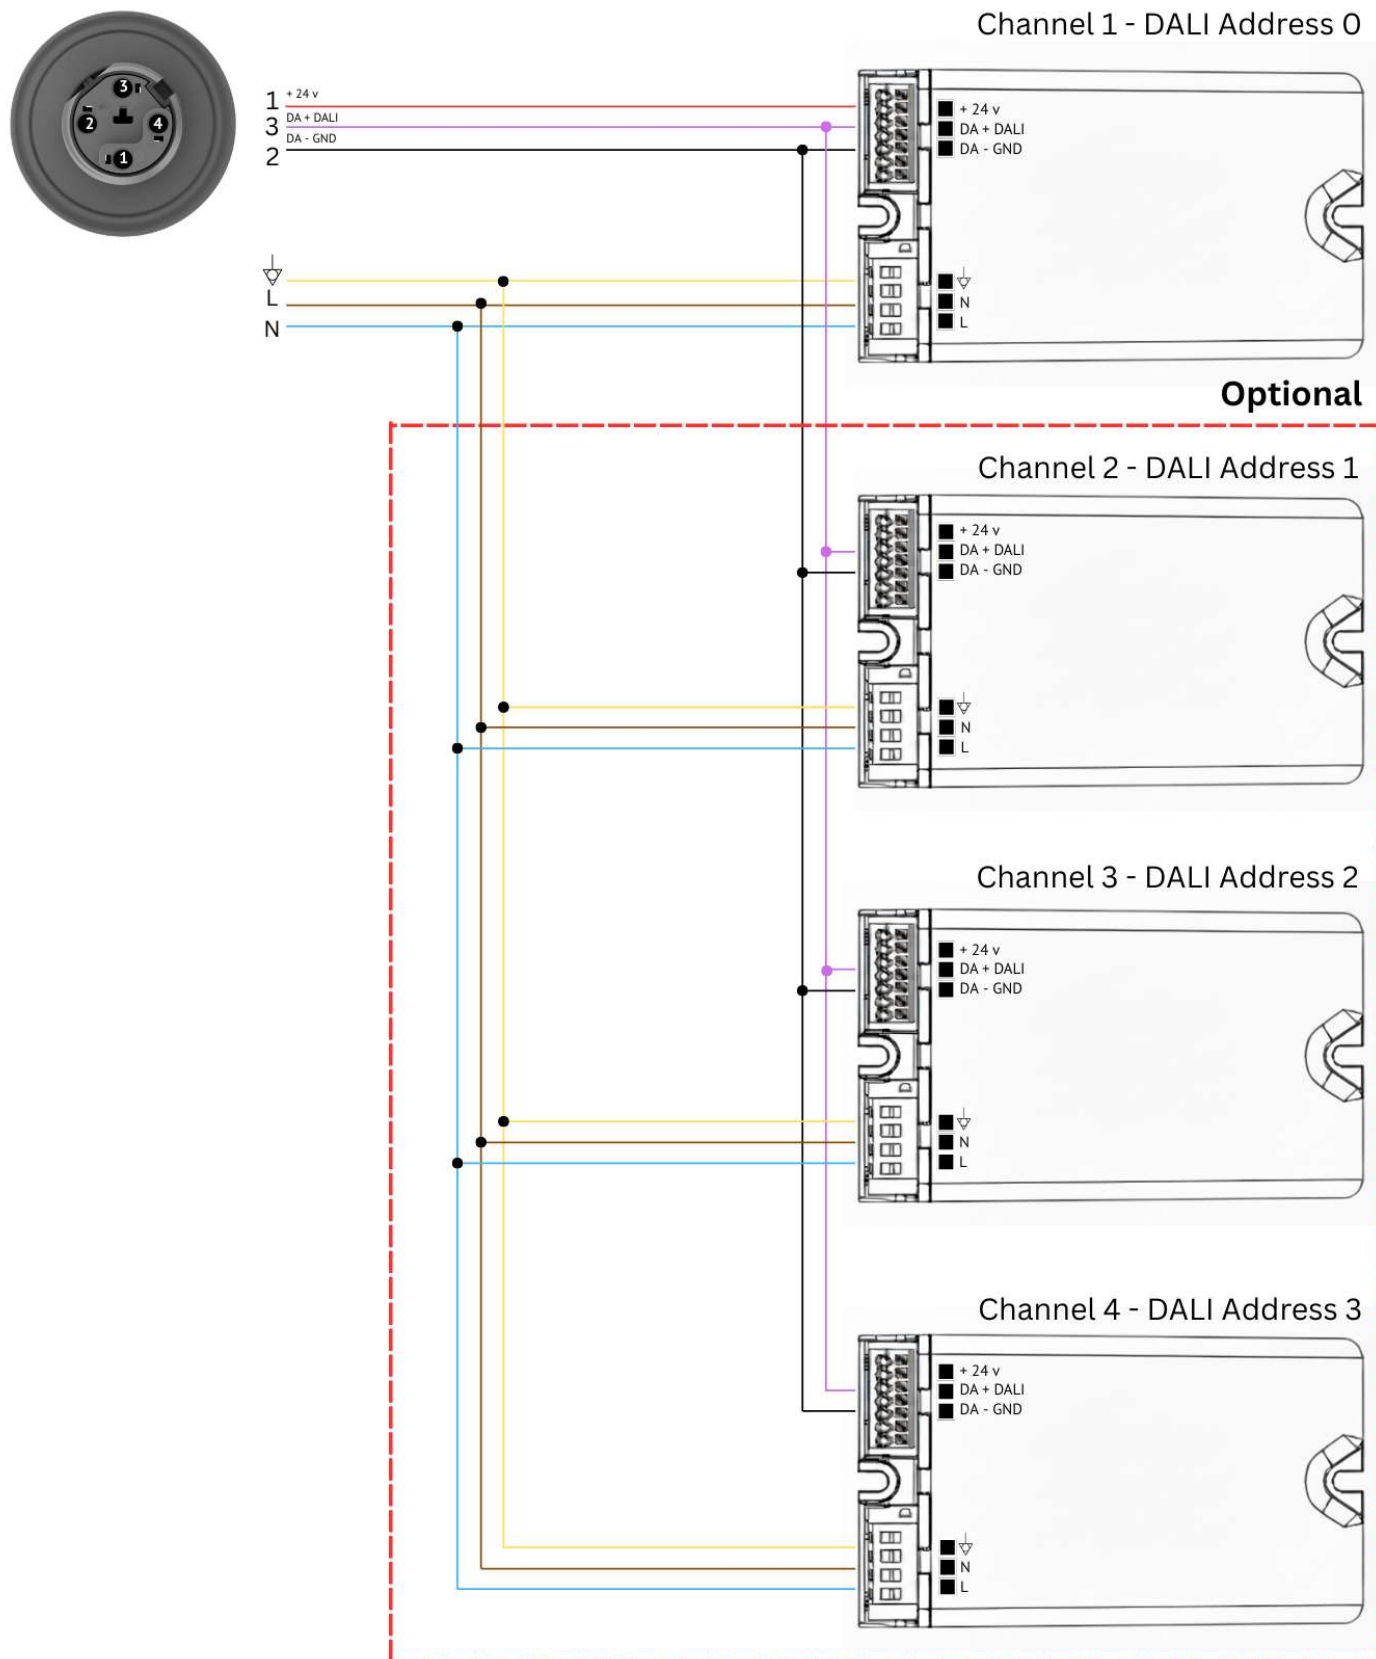 Channel 1 - DALI Address 0
3
2 4
1
1 + 24 v
3 DA + DALI
2 DA - GND
+ 24 v
DA + DALI
DA - GND
D
L
N
N
L
Optional
Channel 2 - DALI Address 1
+ 24 v
DA + DALI
DA - GND
D
N
L
Channel 3 - DALI Address 2
+ 24 v
DA + DALI
DA - GND
D
N
L
Channel 4 - DALI Address 3
+ 24 v
DA + DALI
DA - GND
D
N
L